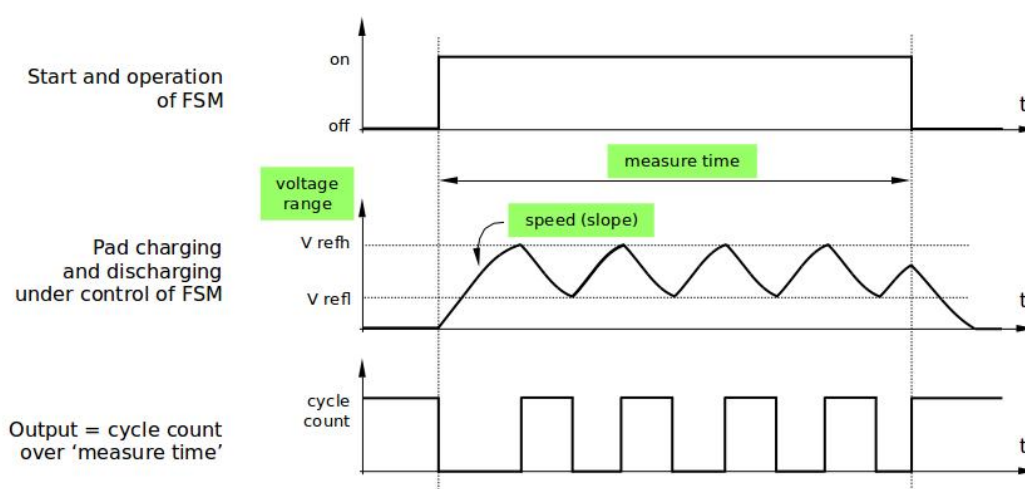 Start and operation
of FSM
on
off
t
measure time
voltage
range
speed (slope)
Pad charging
and discharging
under control of FSM
V refh
V refl
t
Output = cycle count
over ‘measure time’
cycle
count
t